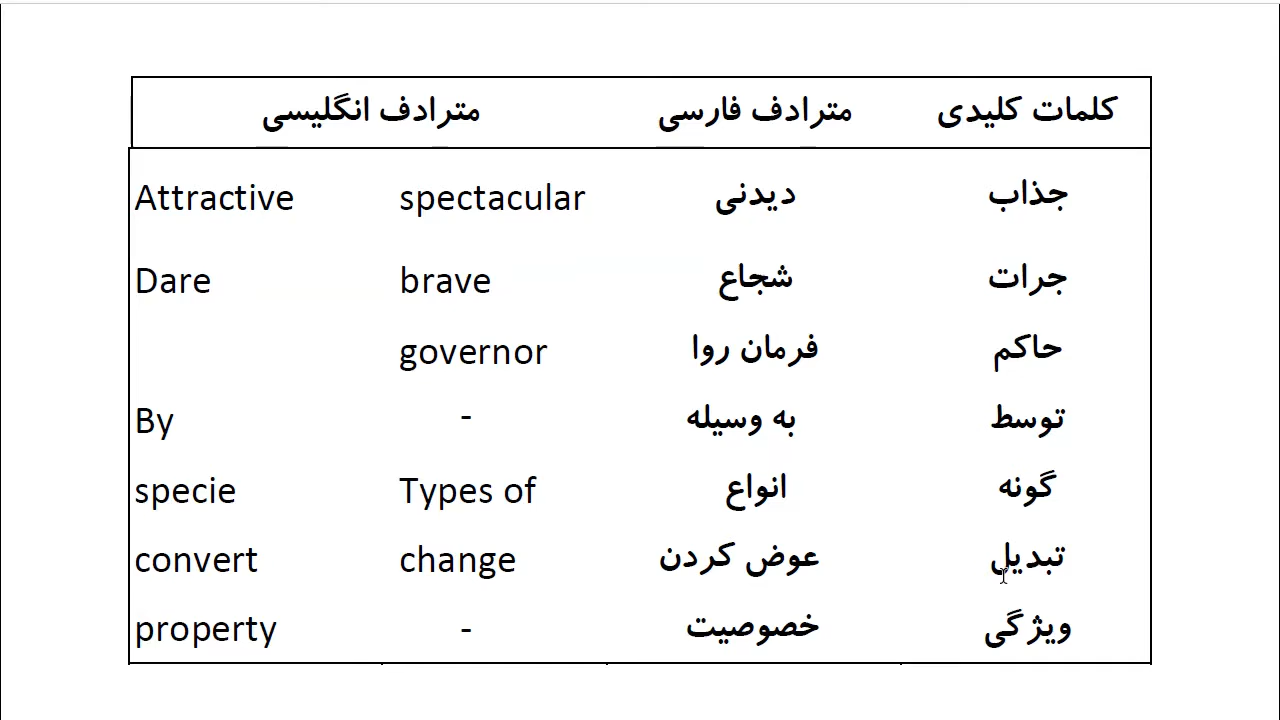 کلمات کلیدی مترادف فارسی مترادف انگلیسی
جذاب دیدنی spectacular Attractive
جرات شجاع brave Dare
حاکم فرمان روا governor
توسط به وسیله - By
گونه انواع Types of specie
تبدیل عوض کردن change convert
ویژگی خصوصیت - property